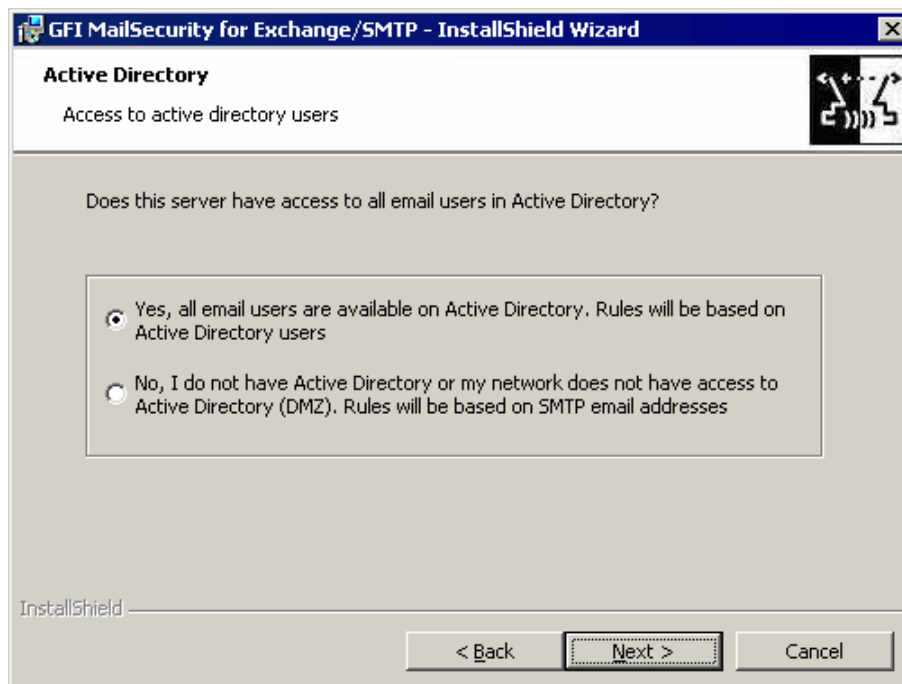 GFI MailSecurity for Exchange/SMTP - InstallShield Wizard
Active Directory
Access to active directory users
Does this server have access to all email users in Active Directory?
Yes, all email users are available on Active Directory. Rules will be based on
Active Directory users
No, I do not have Active Directory or my network does not have access to
Active Directory (DMZ). Rules will be based on SMTP email addresses
InstallShield
< Back
Next >
Cancel